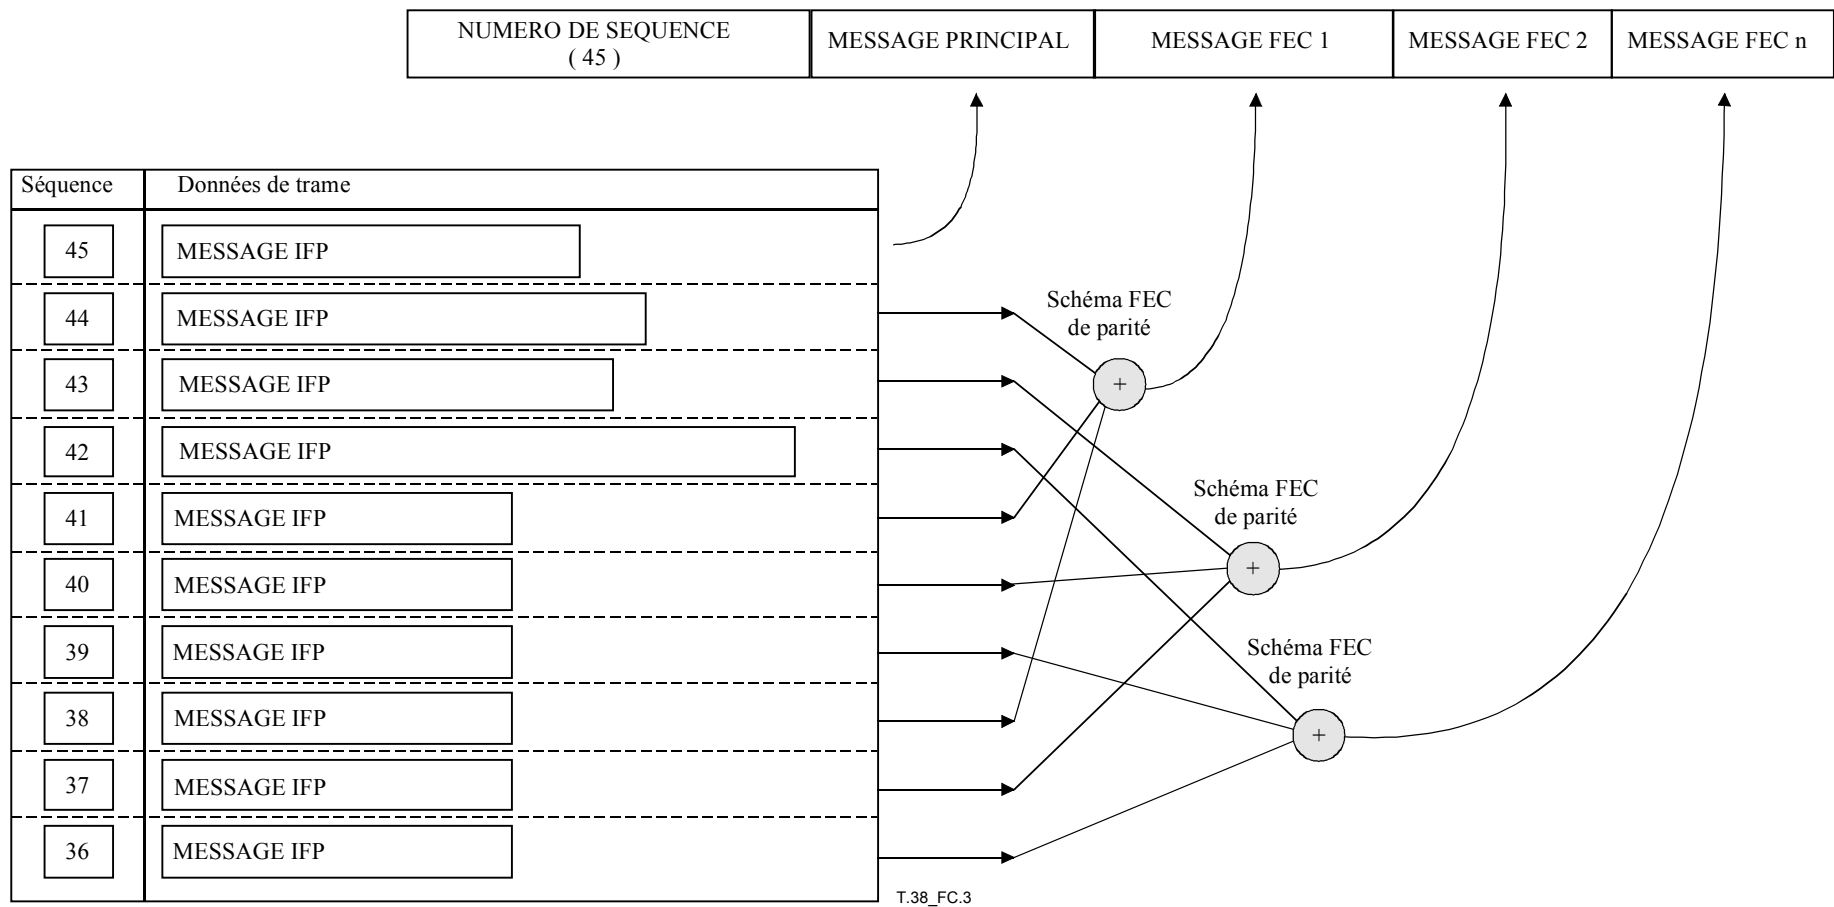 NUMERO DE SEQUENCE
( 45 )
MESSAGE PRINCIPAL
MESSAGE FEC 1
MESSAGE FEC 2
MESSAGE FEC n
Séquence
Données de trame
45
MESSAGE IFP
44
MESSAGE IFP
43
MESSAGE IFP
42
MESSAGE IFP
41
MESSAGE IFP
40
MESSAGE IFP
39
MESSAGE IFP
38
MESSAGE IFP
37
MESSAGE IFP
36
MESSAGE IFP
Schéma FEC
de parité
+
Schéma FEC
de parité
+
Schéma FEC
de parité
+
T.38_FC.3